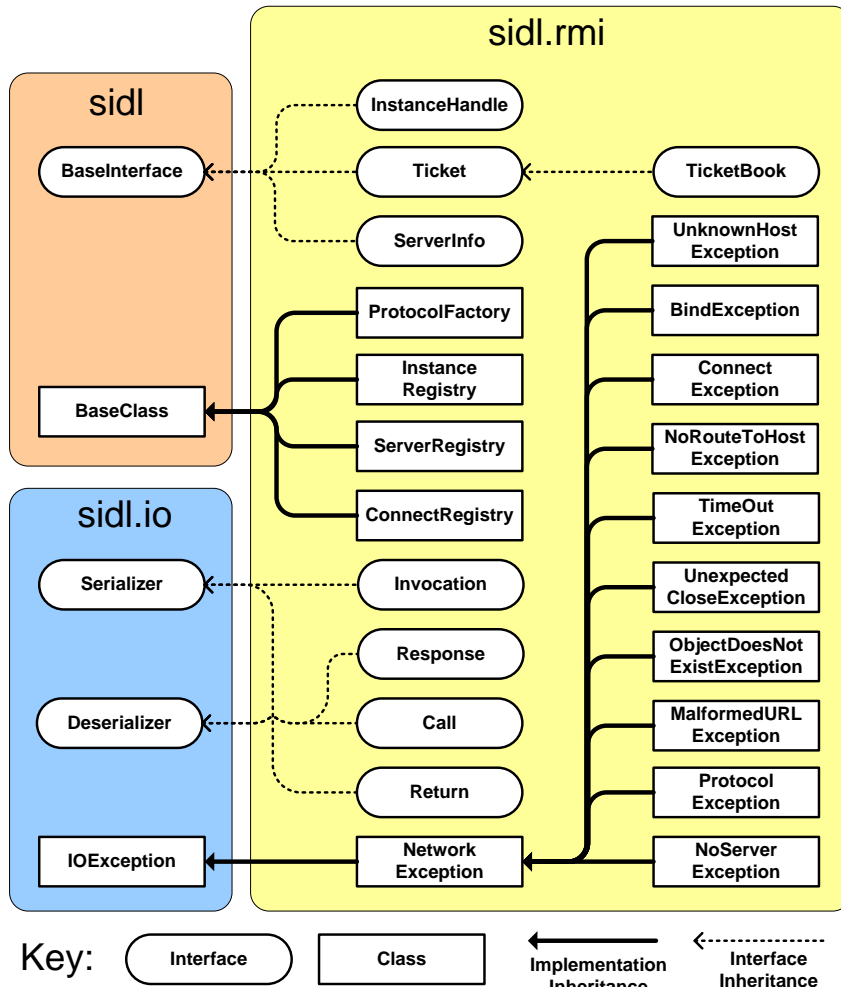 sidl.rmi
sidl
InstanceHandle
BaseInterface
Ticket
TicketBook
ServerInfo
UnknownHost
Exception
ProtocolFactory
BindException
Instance
Registry
Connect
Exception
BaseClass
ServerRegistry
NoRouteToHost
Exception
ConnectRegistry
TimeOut
Exception
sidl.io
Serializer
Invocation
Unexpected
CloseException
Response
ObjectDoesNot
ExistException
Deserializer
Call
MalformedURL
Exception
Return
Protocol
Exception
IOException
Network
Exception
NoServer
Exception
Key:
Interface
Class
Implementation
Inheritance
Interface
Inheritance